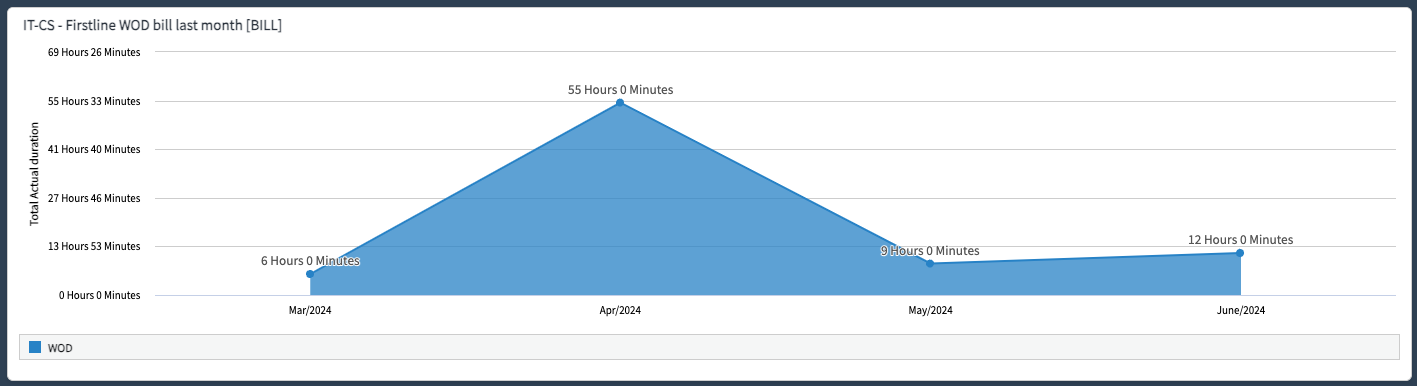 IT-CS - Firstline WOD bill last month [BILL]
69 Hours 26 Minutes
55 Hours 33 Minutes
41 Hours 40 Minutes
27 Hours 46 Minutes
13 Hours 53 Minutes
0 Hours 0 Minutes
Total Actual duration
6 Hours 0 Minutes
55 Hours 0 Minutes
9 Hours 0 Minutes
12 Hours 0 Minutes
Mar/2024
Apr/2024
May/2024
June/2024
WOD